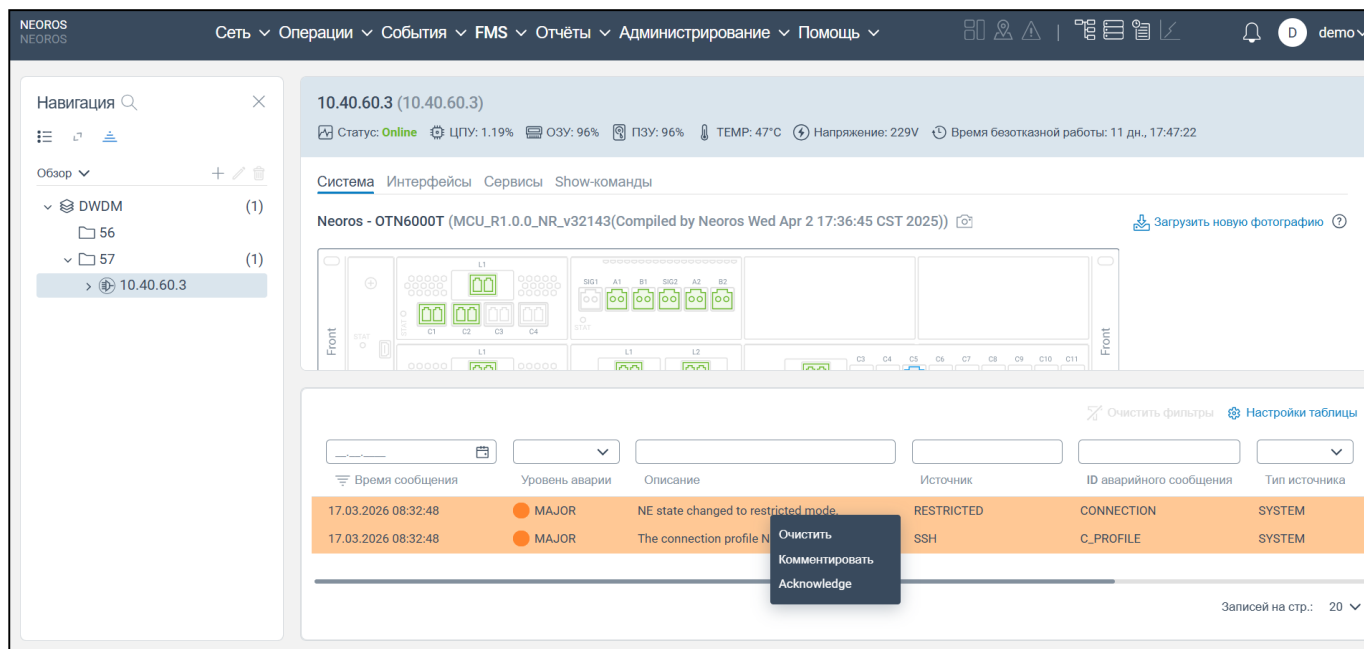 NEOROS
NEOROS
Сеть Операции События FMS Отчёты Администрирование Помощь D demo
Навигация
Обзор
DWDM (1)
56
57 (1)
10.40.60.3
10.40.60.3 (10.40.60.3)
Статус: Online ЦПУ: 1.19% ОЗУ: 96% ПЗУ: 96% TEMP: 47°C Напряжение: 229V Время безотказной работы: 11 дн., 17:47:22
Система Интерфейсы Сервисы Show-команды
Neoros - OTN6000T (MCU_R1.0.0_NR_v32143(Compiled by Neoros Wed Apr 2 17:36:45 CST 2025)) Загрузить новую фотографию
L1
SIG1 A1 B1 SIG2 A2 B2
STAT STAT STAT
C1 C2 C3 C4
Front Front
L1 L1 L2 C3 C4 C5 C6 C7 C8 C9 C10 C11
Очистить фильтры Настройки таблицы
__.__.____
Время сообщения Уровень аварии Описание Источник ID аварийного сообщения Тип источника
17.03.2026 08:32:48 MAJOR NE state changed to restricted mode. RESTRICTED CONNECTION SYSTEM
17.03.2026 08:32:48 MAJOR The connection profile N SSH C_PROFILE SYSTEM
Очистить
Комментировать
Acknowledge
Записей на стр.: 20